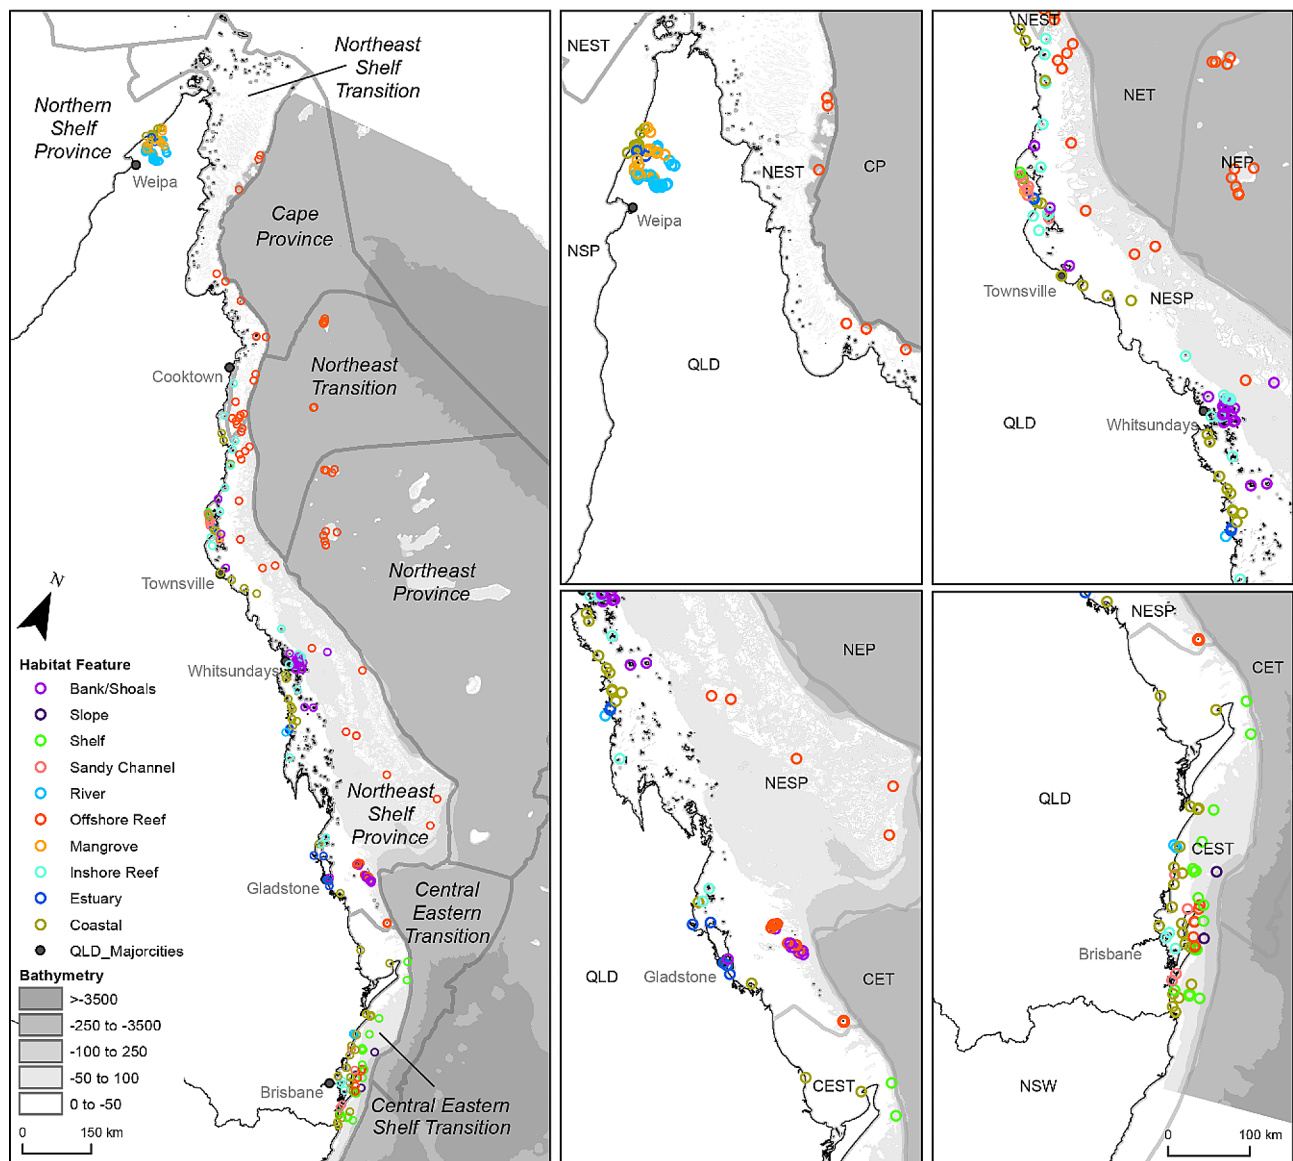 Northeast
Shelf
Transition
Northern
Shelf
Province
Weipa
Cape
Province
Cooktown
Northeast
Transition
Northeast
Province
Townsville
N
Whitsundays
Northeast
Shelf
Province
Gladstone
Central
Eastern
Transition
Brisbane
Central Eastern
Shelf Transition
Habitat Feature
Bank/Shoals
Slope
Shelf
Sandy Channel
River
Offshore Reef
Mangrove
Inshore Reef
Estuary
Coastal
QLD_Majorcities
Bathymetry
>-3500
-250 to -3500
-100 to 250
-50 to 100
0 to -50
0 150 km
NEST
NEST
CP
Weipa
NSP
QLD
NEST
NET
NEP
Townsville
NESP
QLD
Whitsundays
NEP
NESP
QLD
Gladstone
CET
CEST
NESP
CET
QLD
CEST
Brisbane
NSW
0 100 km